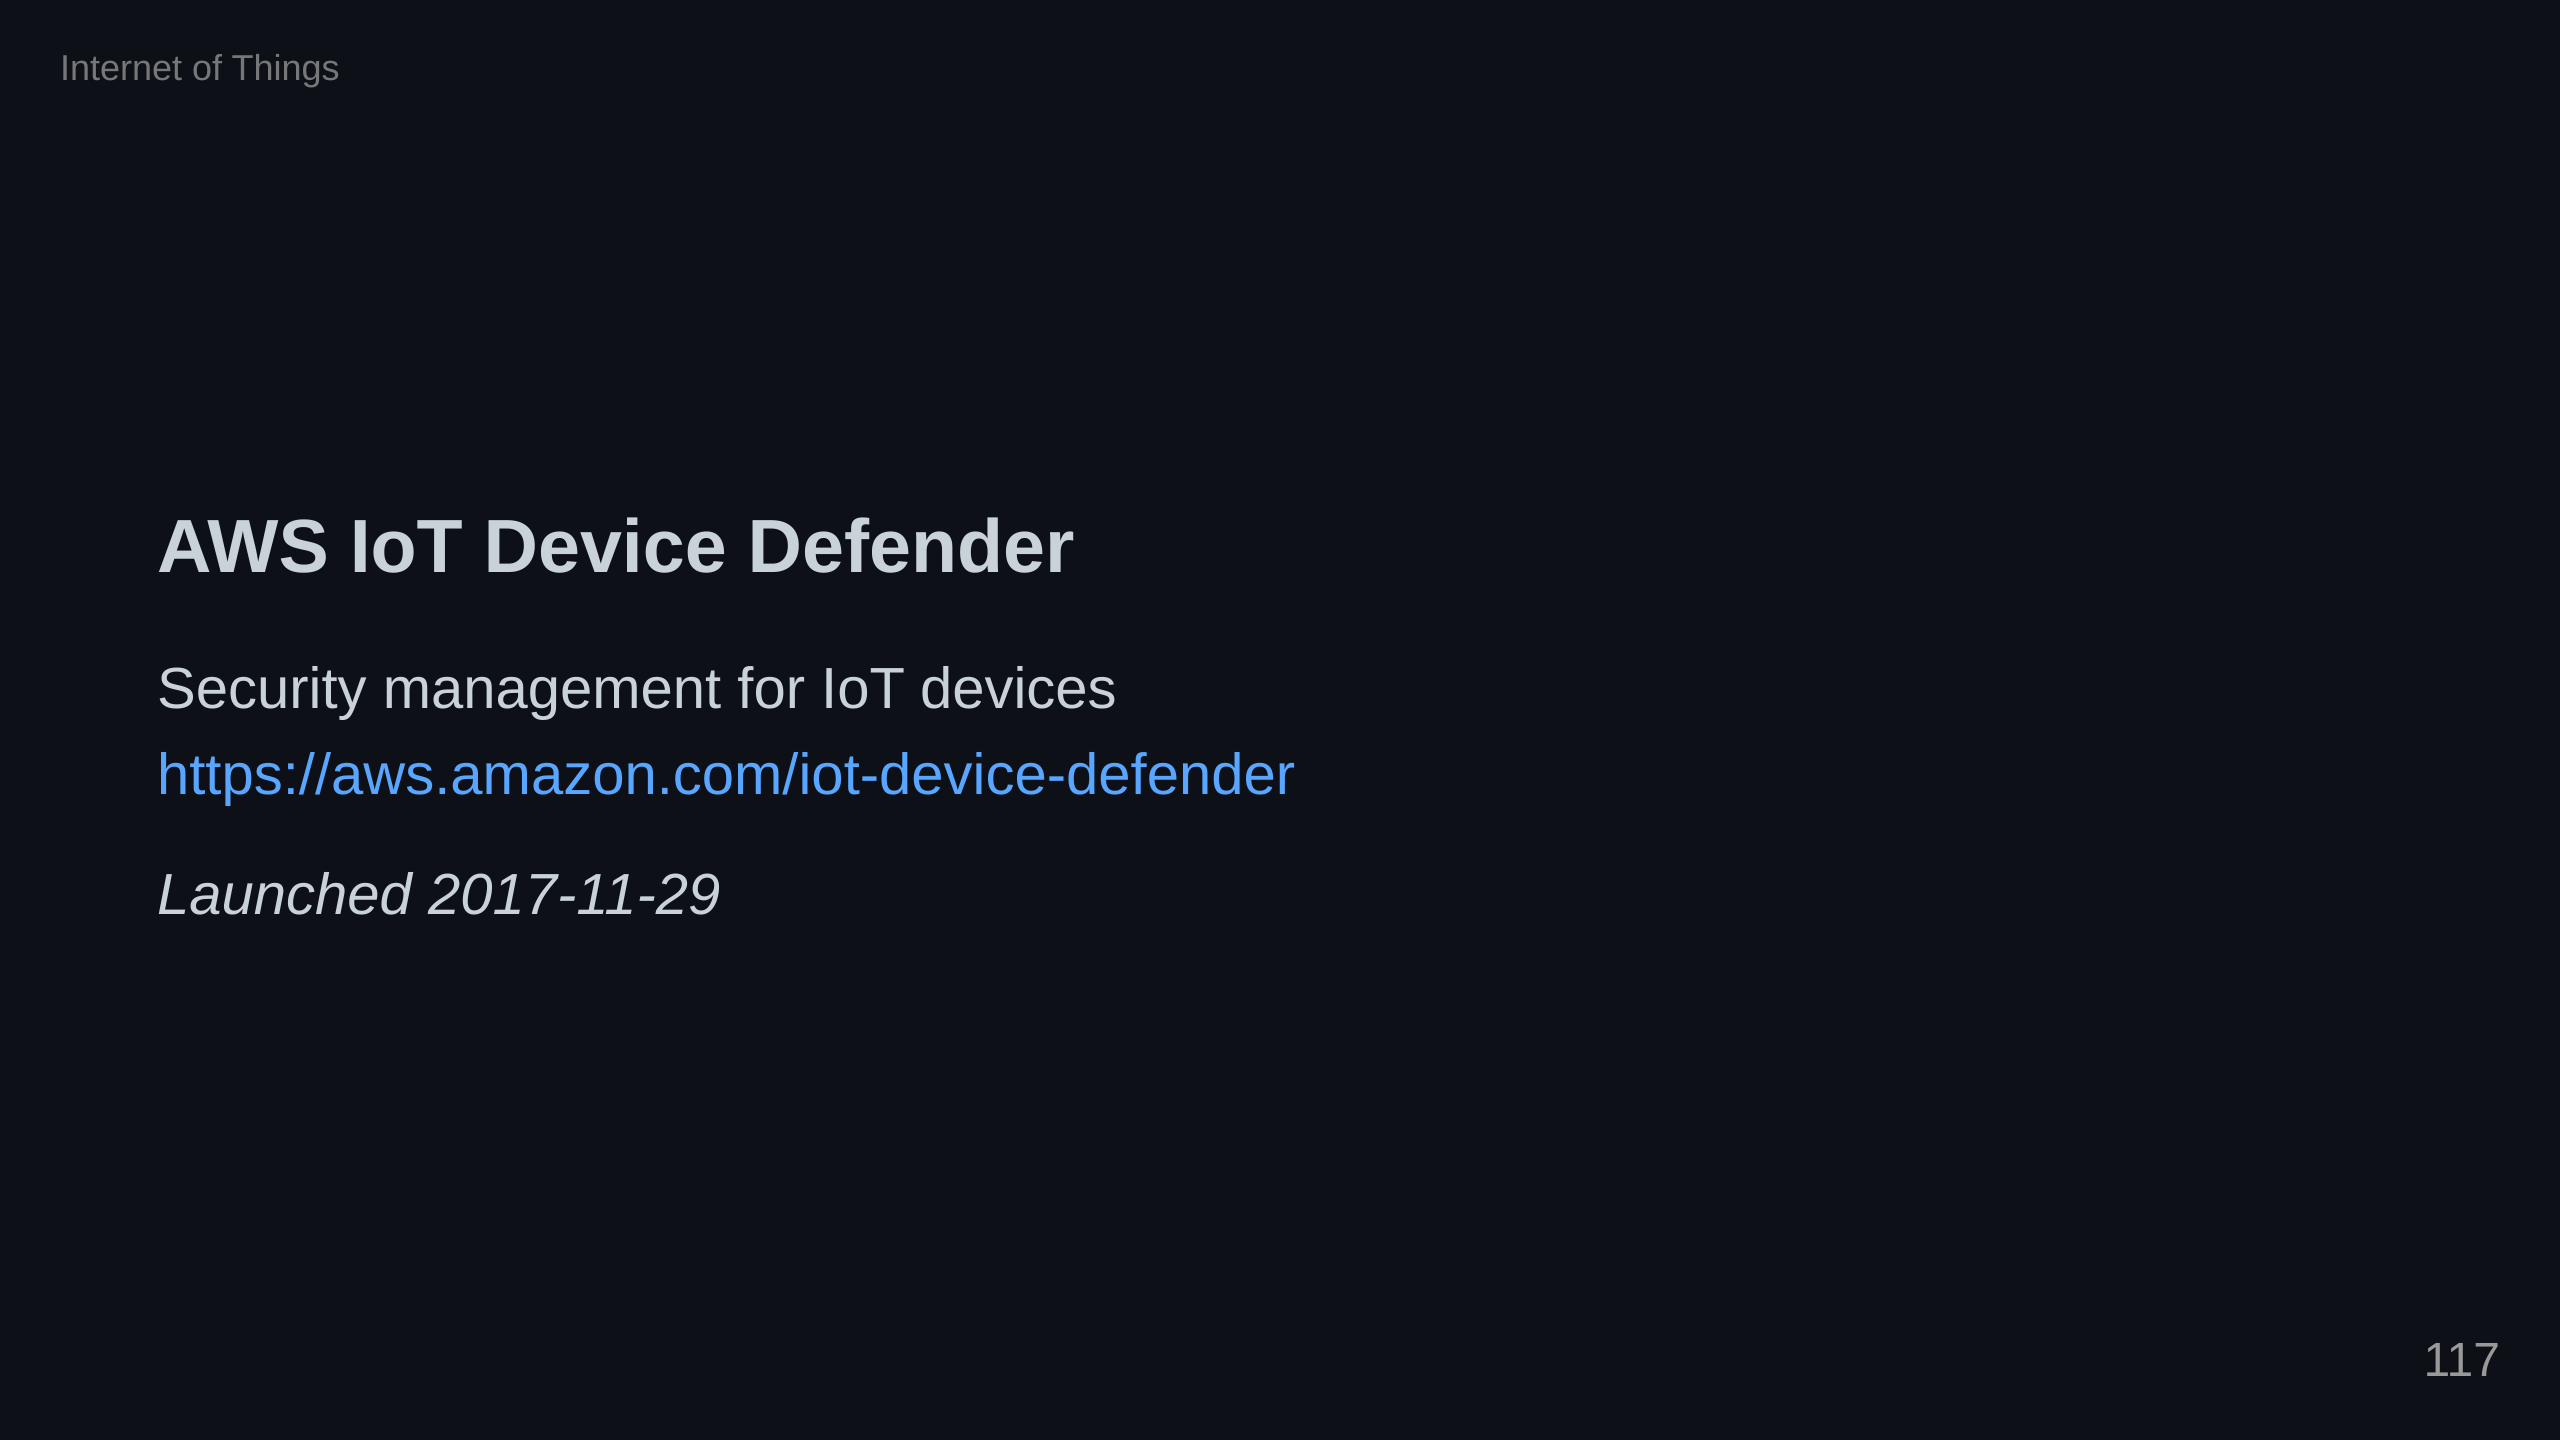 Internet of Things
AWS IoT Device Defender
Security management for IoT devices
https://aws.amazon.com/iot-device-defender
Launched 2017-11-29
117